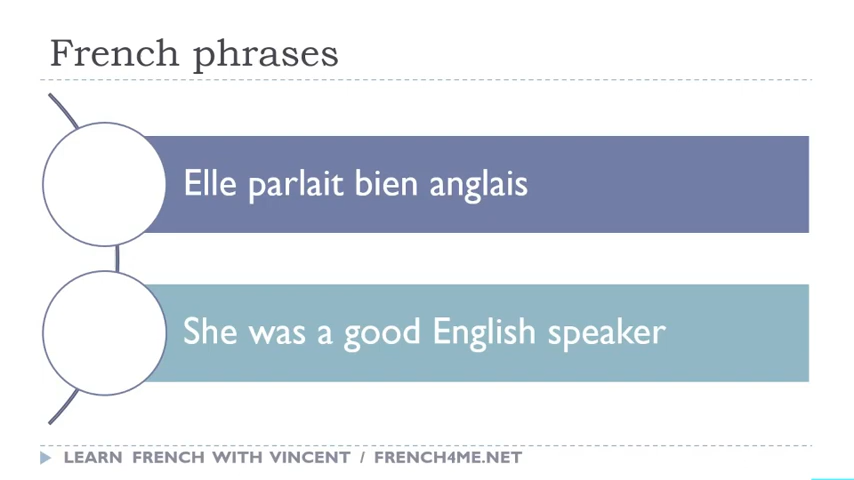 French phrases
Elle parlait bien anglais
She was a good English speaker
LEARN FRENCH WITH VINCENT / FRENCH4ME.NET